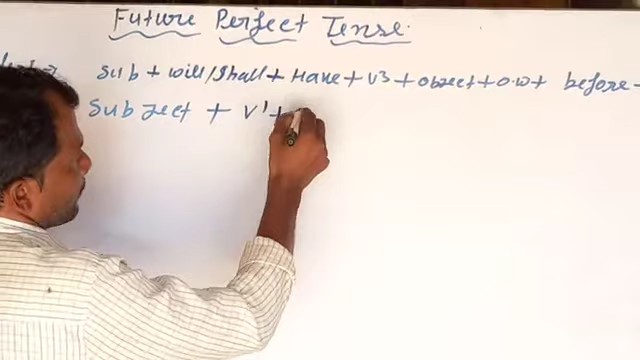 Future Perfect Tense.
Sub + will/shall + Have + V3 + object + o.w + before -
Subject + V1 +